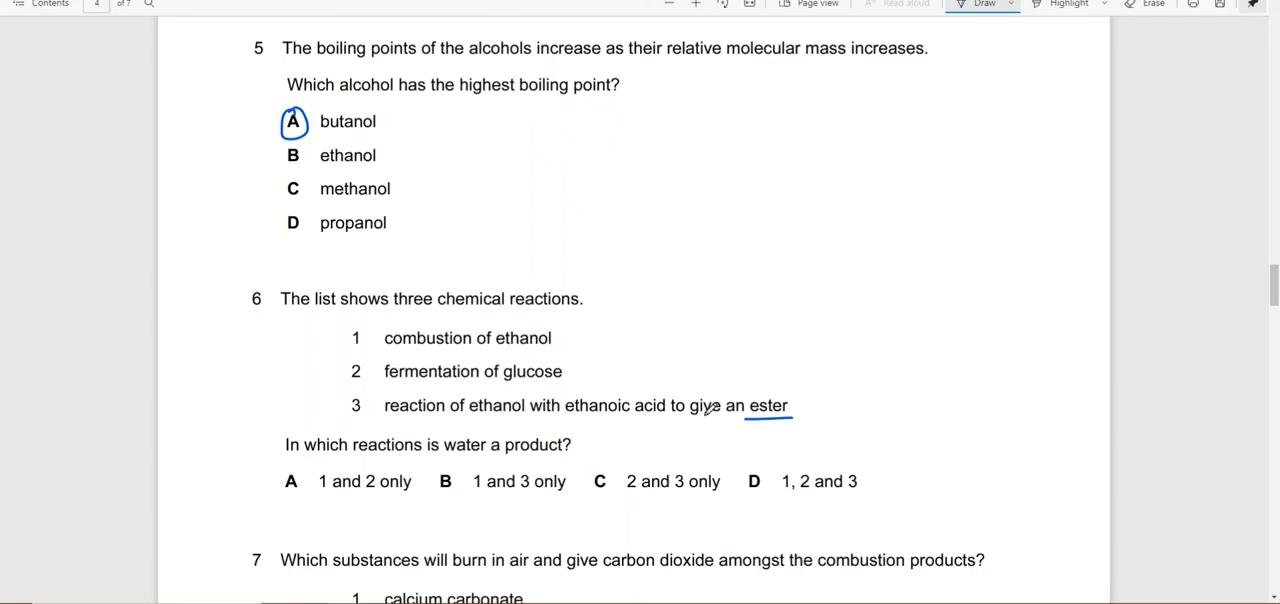 Contents 4 of 7 Page view Read aloud Draw Highlight Erase
5 The boiling points of the alcohols increase as their relative molecular mass increases.
Which alcohol has the highest boiling point?
A butanol
B ethanol
C methanol
D propanol
6 The list shows three chemical reactions.
1 combustion of ethanol
2 fermentation of glucose
3 reaction of ethanol with ethanoic acid to give an ester
In which reactions is water a product?
A 1 and 2 only B 1 and 3 only C 2 and 3 only D 1, 2 and 3
7 Which substances will burn in air and give carbon dioxide amongst the combustion products?
1 calcium carbonate